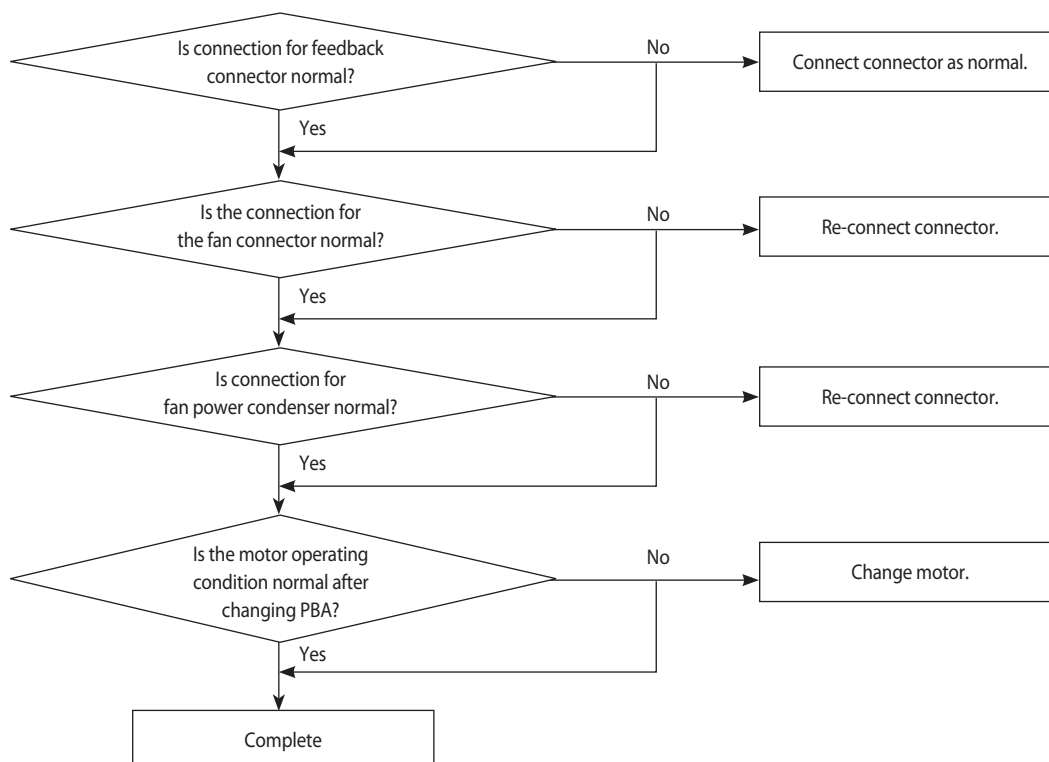 Is connection for feedback
connector normal?
No
Connect connector as normal.
Yes
Is the connection for
the fan connector normal?
No
Re-connect connector.
Yes
Is connection for
fan power condenser normal?
No
Re-connect connector.
Yes
Is the motor operating
condition normal after
changing PBA?
No
Change motor.
Yes
Complete